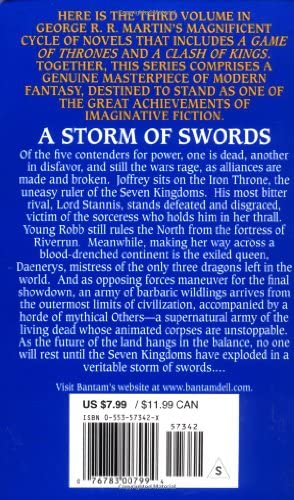 HERE IS THE THIRD VOLUME IN
GEORGE R. R. MARTIN'S MAGNIFICENT
CYCLE OF NOVELS THAT INCLUDES A GAME
OF THRONES AND A CLASH OF KINGS.
TOGETHER, THIS SERIES COMPRISES A
GENUINE MASTERPIECE OF MODERN
FANTASY, DESTINED TO STAND AS ONE OF
THE GREAT ACHIEVEMENTS OF
IMAGINATIVE FICTION.
A STORM OF SWORDS
Of the five contenders for power, one is dead, another
in disfavor, and still the wars rage, as alliances
are made and broken. Joffrey sits on the Iron Throne, the
uneasy ruler of the Seven Kingdoms. His most bitter
rival, Lord Stannis, stands defeated and disgraced,
victim of the sorceress who holds him in her thrall.
Young Robb still rules the North from the fortress of
Riverrun. Meanwhile, making her way across a
blood-drenched continent is the exiled queen,
Daenerys, mistress of the only three dragons left in the
world. And as opposing forces maneuver for the final
showdown, an army of barbaric wildlings arrives from
the outermost limits of civilization, accompanied by a
horde of mythical Others—a supernatural army of the
living dead whose animated corpses are unstoppable.
As the future of the land hangs in the balance, no
one will rest until the Seven Kingdoms have exploded in a
veritable storm of swords....
Visit Bantam's website at www.bantamdell.com
US $7.99 / $11.99 CAN
ISBN 0-553-57342-X
57342
0 76783 00799 4
S